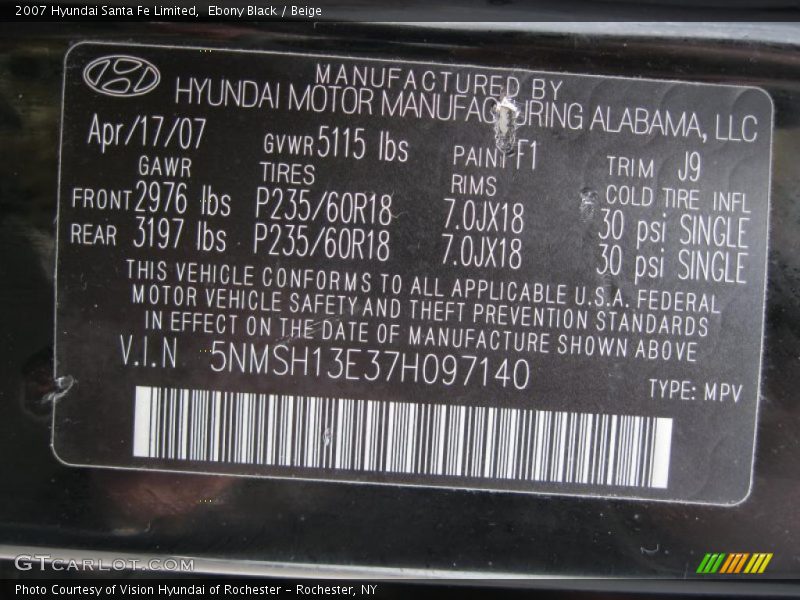 2007 Hyundai Santa Fe Limited, Ebony Black / Beige
MANUFACTURED BY
HYUNDAI MOTOR MANUFACTURING ALABAMA, LLC
Apr/17/07 GVWR 5115 lbs PAINT F1 TRIM J9
GAWR TIRES RIMS COLD TIRE INFL
FRONT 2976 lbs P235/60R18 7.0JX18 30 psi SINGLE
REAR 3197 lbs P235/60R18 7.0JX18 30 psi SINGLE
THIS VEHICLE CONFORMS TO ALL APPLICABLE U.S.A. FEDERAL
MOTOR VEHICLE SAFETY AND THEFT PREVENTION STANDARDS
IN EFFECT ON THE DATE OF MANUFACTURE SHOWN ABOVE
V.I.N 5NMSH13E37H097140
TYPE: MPV
GTCARLOT.COM
Photo Courtesy of Vision Hyundai of Rochester - Rochester, NY